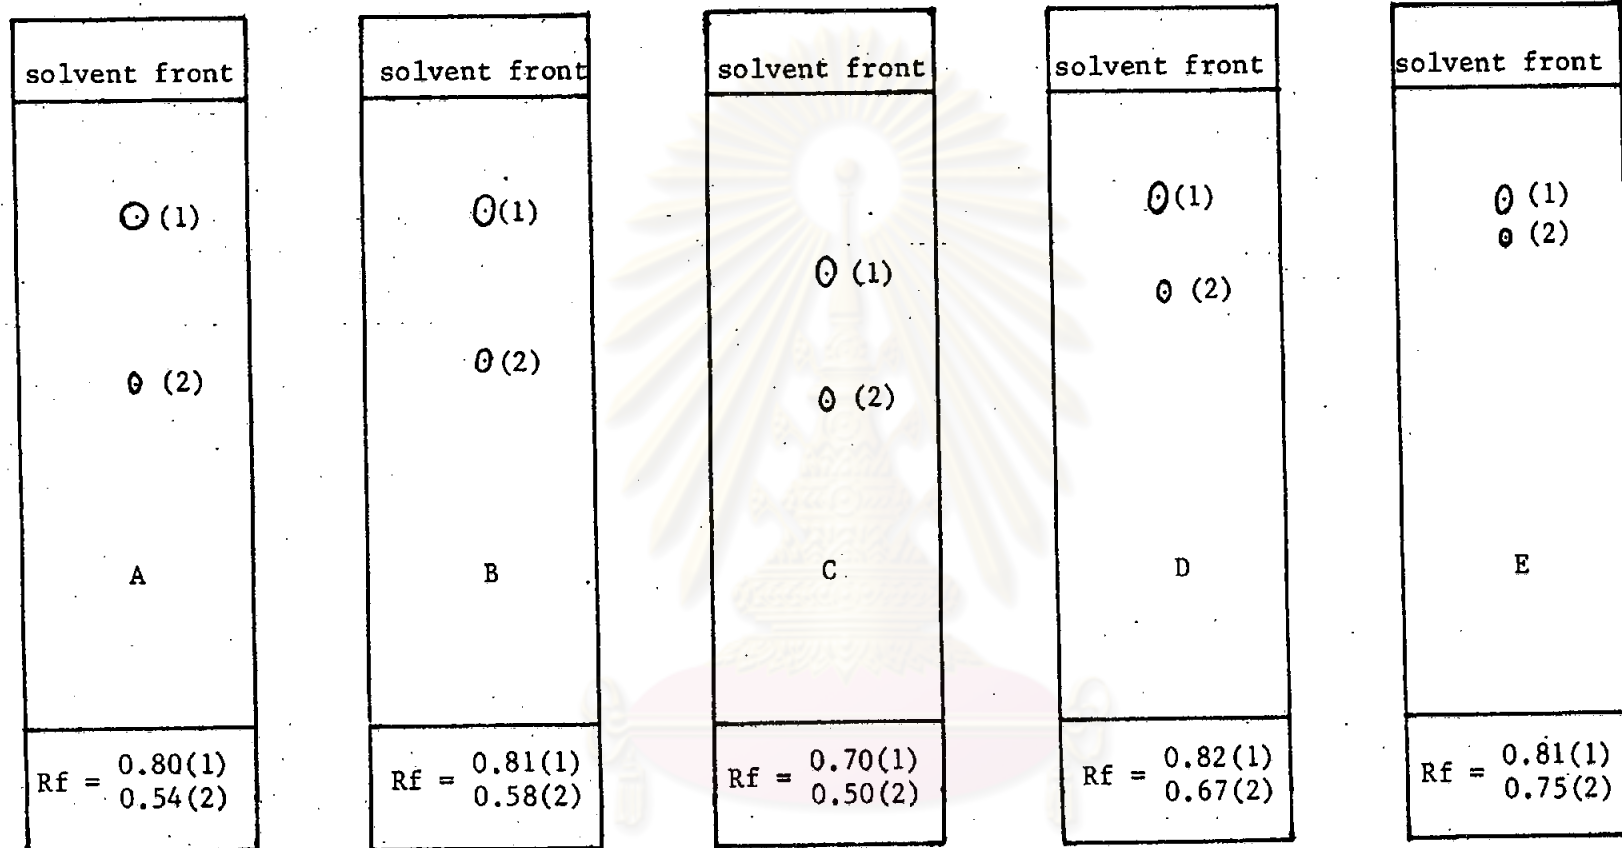 solvent front
(1)
(2)
A
Rf = 0.80(1)
0.54(2)
solvent front
(1)
(2)
B
Rf = 0.81(1)
0.58(2)
solvent front
(1)
(2)
C
Rf = 0.70(1)
0.50(2)
solvent front
(1)
(2)
D
Rf = 0.82(1)
0.67(2)
solvent front
(1)
(2)
E
Rf = 0.81(1)
0.75(2)